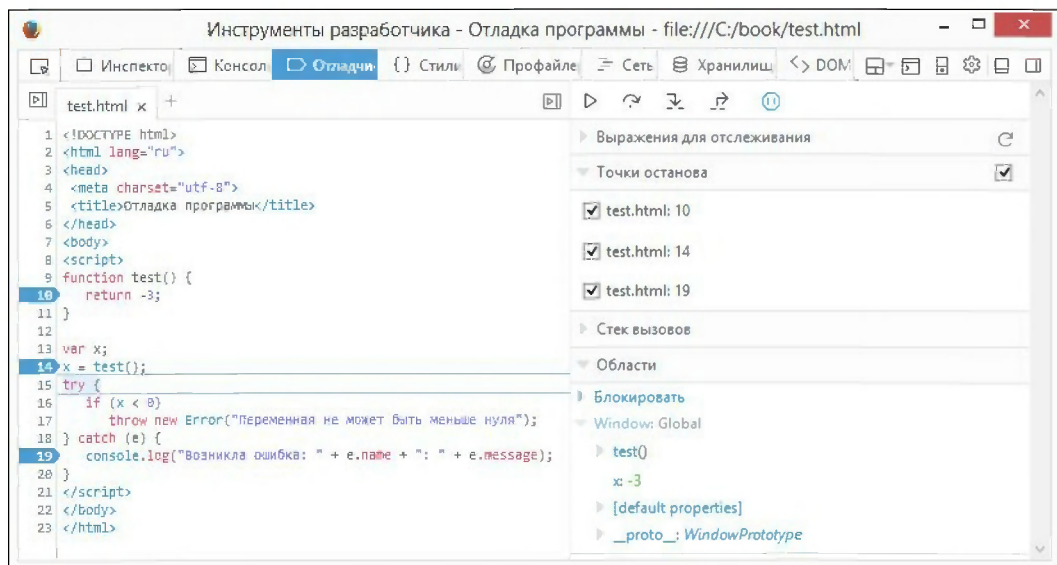 Инструменты разработчика - Отладка программы - file:///C:/book/test.html
Инспекто Консол Отладчи {} Стили Профайле Сеть Хранилищ DOM
test.html x +
1 <!DOCTYPE html>
2 <html lang="ru">
3 <head>
4 <meta charset="utf-8">
5 <title>Отладка программы</title>
6 </head>
7 <body>
8 <script>
9 function test() {
10 return -3;
11 }
12
13 var x;
14 x = test();
15 try {
16 if (x < 0)
17 throw new Error("Переменная не может быть меньше нуля");
18 } catch (e) {
19 console.log("Возникла ошибка: " + e.name + ": " + e.message);
20 }
21 </script>
22 </body>
23 </html>
Выражения для отслеживания
Точки останова
test.html: 10
test.html: 14
test.html: 19
Стек вызовов
Области
Блокировать
Window: Global
test()
x: -3
[default properties]
__proto__: WindowPrototype